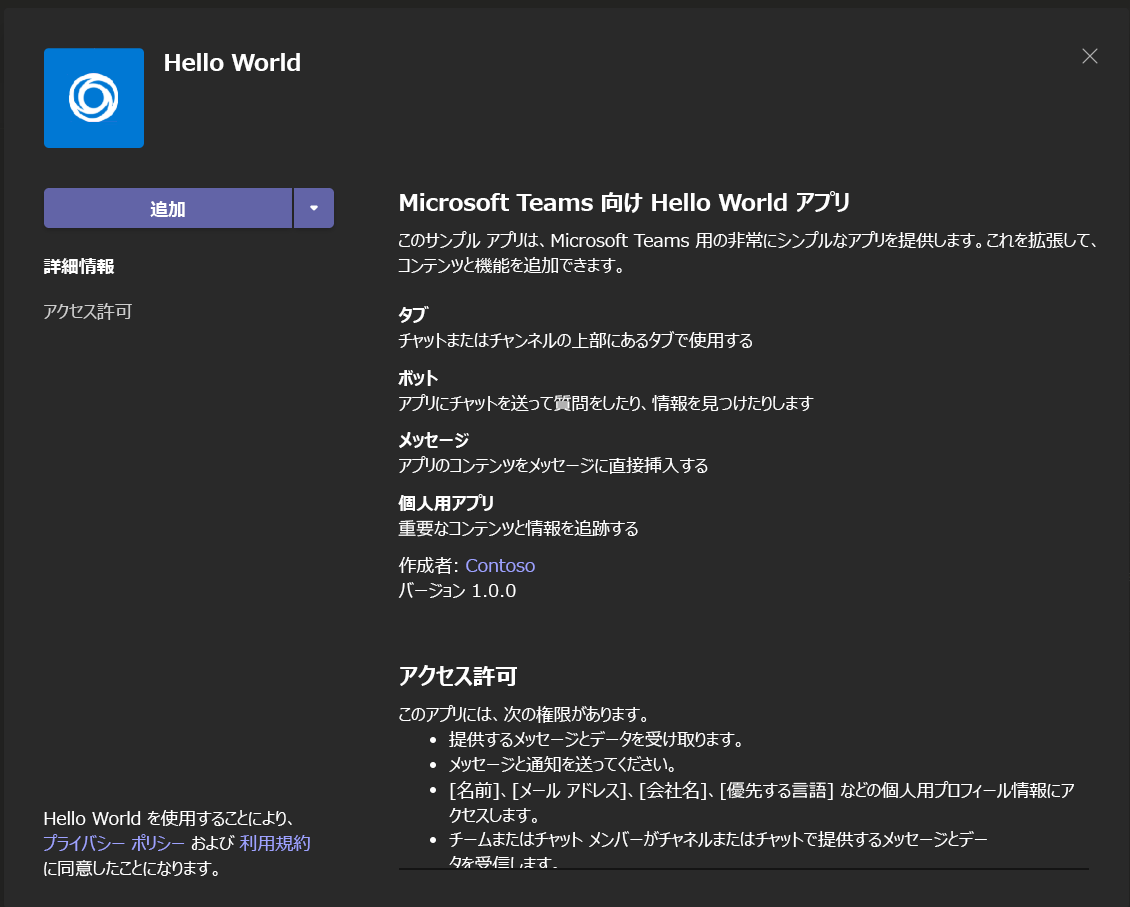 Hello World
追加
詳細情報
アクセス許可
Microsoft Teams 向け Hello World アプリ
このサンプル アプリは、Microsoft Teams 用の非常にシンプルなアプリを提供します。これを拡張して、
コンテンツと機能を追加できます。
タブ
チャットまたはチャンネルの上部にあるタブで使用する
ボット
アプリにチャットを送って質問をしたり、情報を見つけたりします
メッセージ
アプリのコンテンツをメッセージに直接挿入する
個人用アプリ
重要なコンテンツと情報を追跡する
作成者: Contoso
バージョン 1.0.0
アクセス許可
このアプリには、次の権限があります。
• 提供するメッセージとデータを受け取ります。
• メッセージと通知を送ってください。
• [名前]、[メール アドレス]、[会社名]、[優先する言語] などの個人用プロフィール情報にア
クセスします。
• チームまたはチャット メンバーがチャネルまたはチャットで提供するメッセージとデー
タを受信します。
Hello World を使用することにより、
プライバシー ポリシー および 利用規約
に同意したことになります。